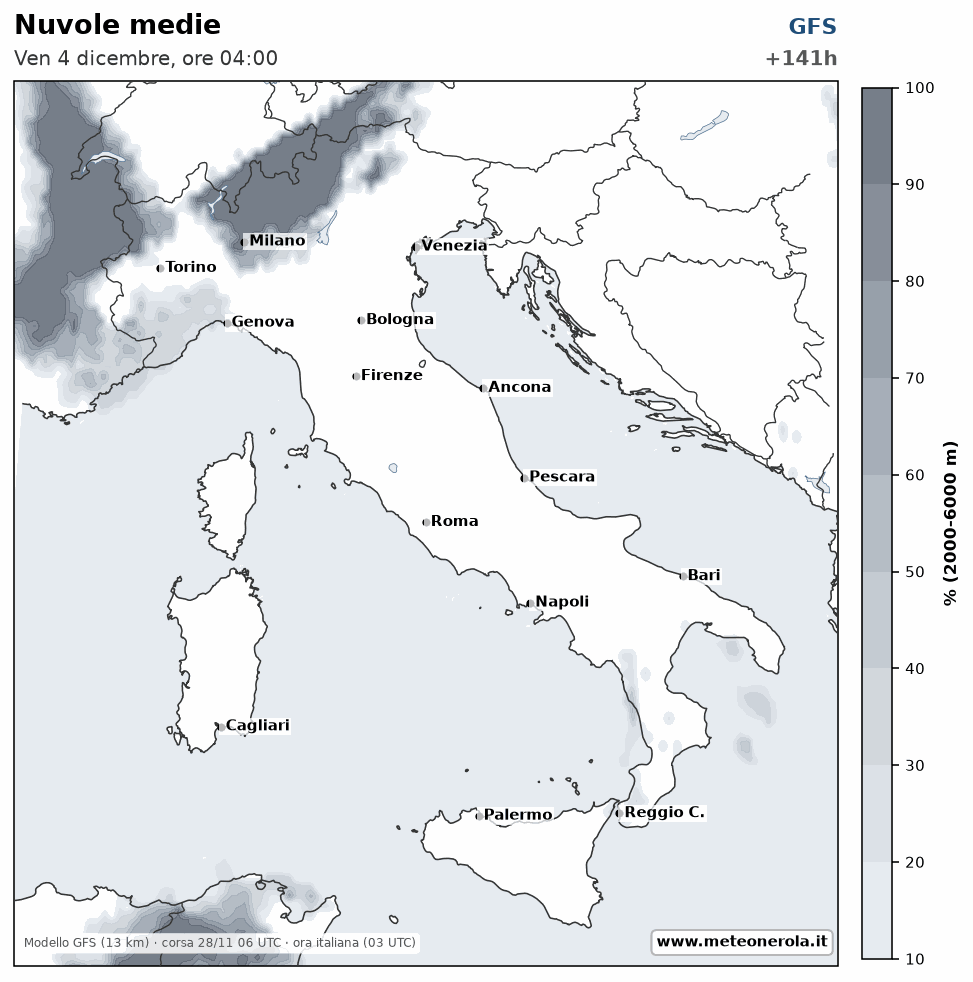 Nuvole medie
GFS
Ven 4 dicembre, ore 04:00
+141h
Milano
Venezia
Torino
Genova
Bologna
Firenze
Ancona
Pescara
Roma
Bari
Napoli
Cagliari
Palermo
Reggio C.
100
90
80
70
60
50
40
30
20
10
% (2000-6000 m)
Modello GFS (13 km) · corsa 28/11 06 UTC · ora italiana (03 UTC)
www.meteonerola.it